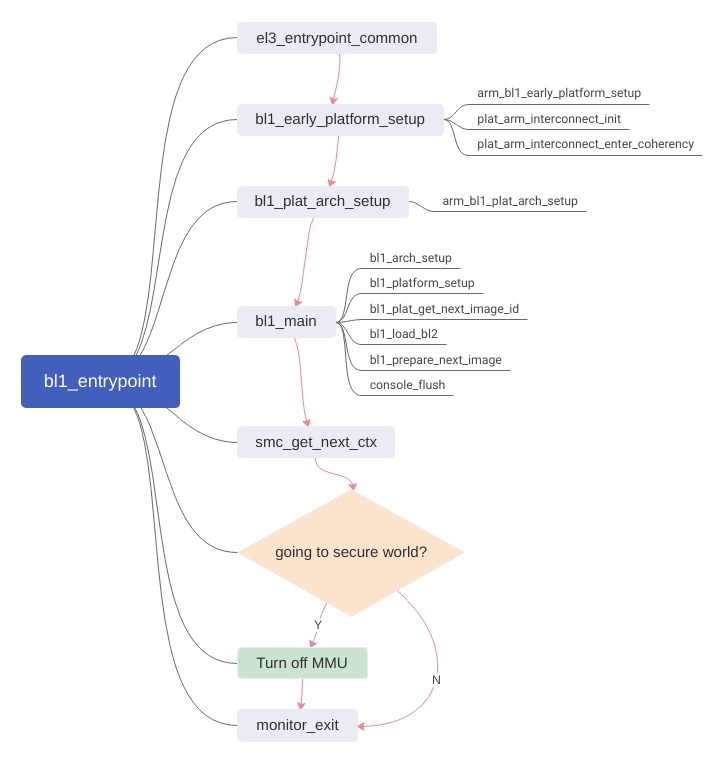 el3_entrypoint_common
arm_bl1_early_platform_setup
bl1_early_platform_setup
plat_arm_interconnect_init
plat_arm_interconnect_enter_coherency
bl1_plat_arch_setup
arm_bl1_plat_arch_setup
bl1_arch_setup
bl1_platform_setup
bl1_plat_get_next_image_id
bl1_main
bl1_load_bl2
bl1_prepare_next_image
console_flush
bl1_entrypoint
smc_get_next_ctx
going to secure world?
Y
Turn off MMU
N
monitor_exit